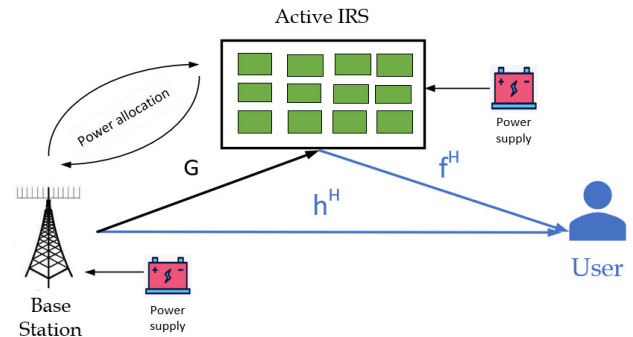 Active IRS
Power allocation
Power
supply
G
f^H
h^H
User
Base
Station
Power
supply